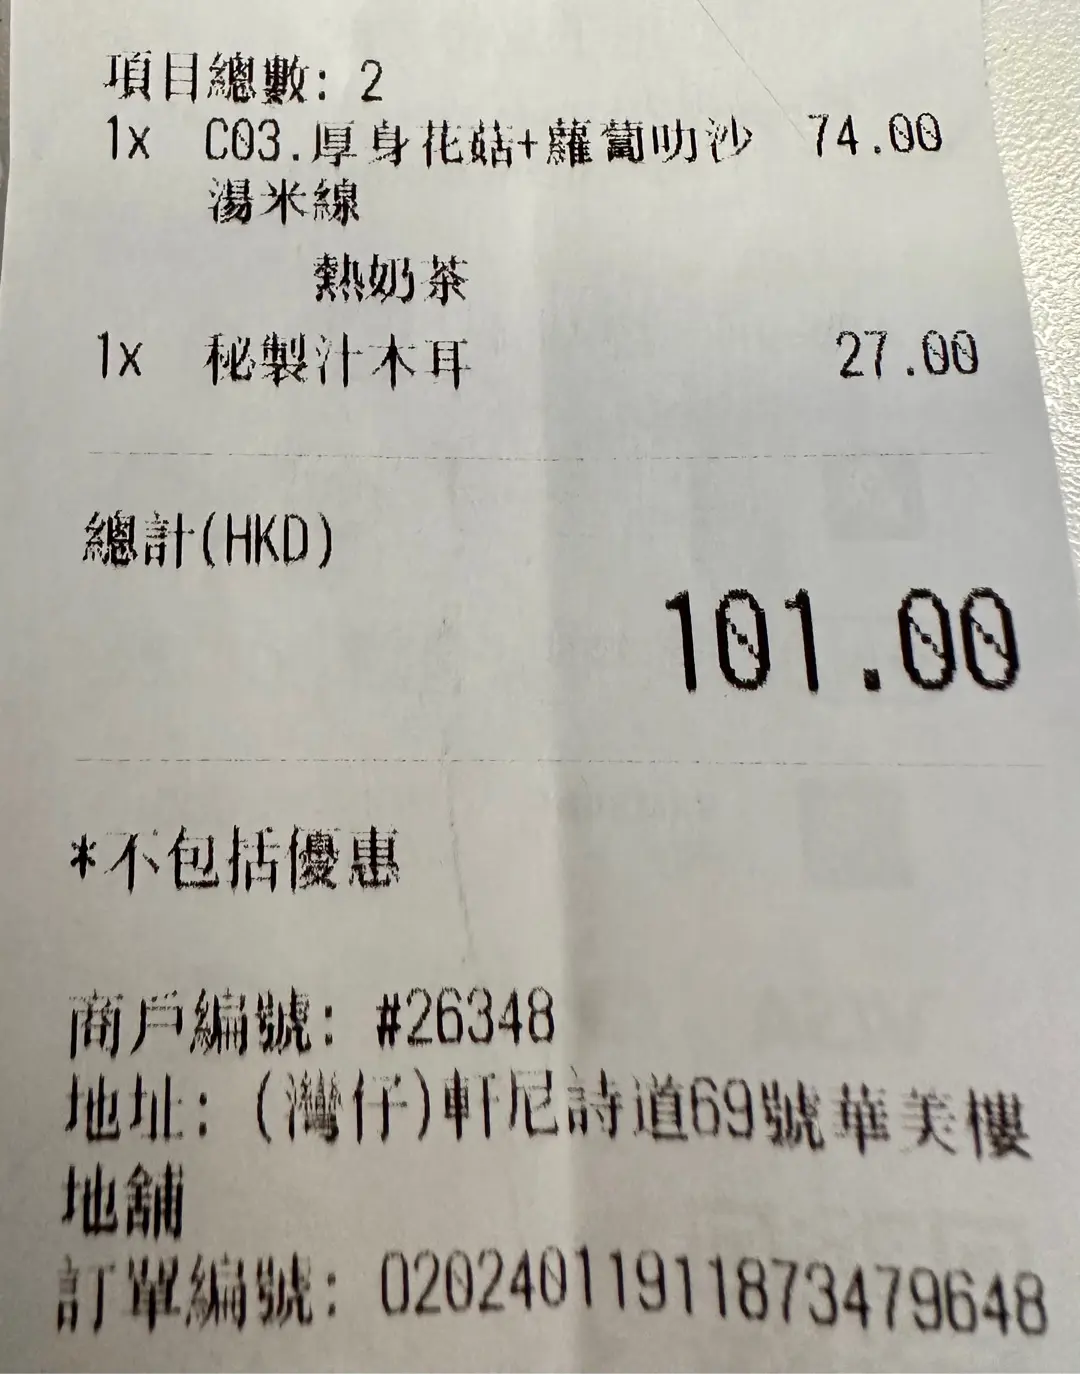 項目總數: 2
1x C03.厚身花菇+蘿蔔叻沙 74.00
湯米線
熱奶茶
1x 秘製汁木耳 27.00
總計(HKD)
101.00
*不包括優惠
商戶編號: #26348
地址: (灣仔)軒尼詩道69號華美樓
地舖
訂單編號: 02024011911873479648